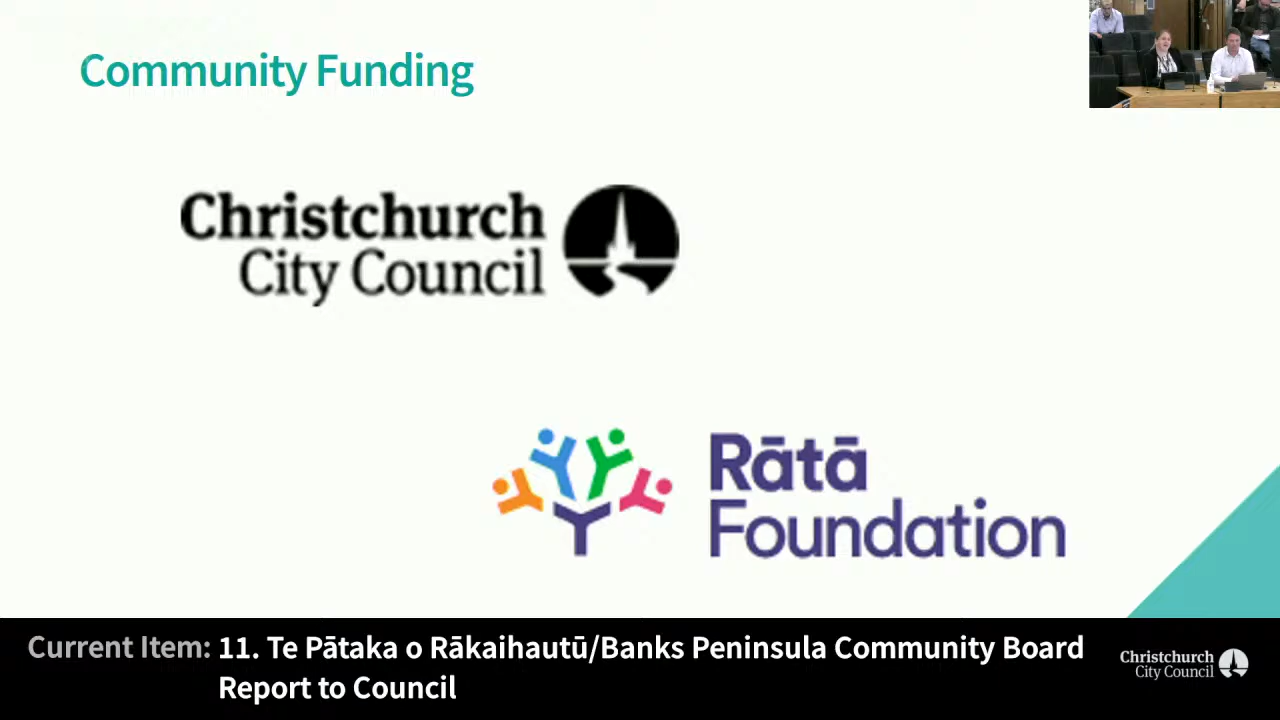 Community Funding
Christchurch
City Council
Rātā
Foundation
Current Item: 11. Te Pātaka o Rākaihautū/Banks Peninsula Community Board
Report to Council
Christchurch
City Council